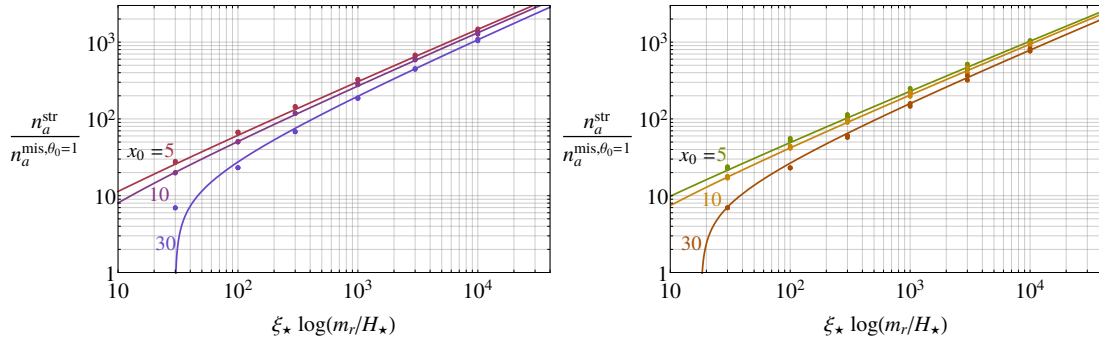 10³
10²
10
1
n_a^str / n_a^mis,θ₀=1
x₀ = 5
10
30
10 10² 10³ 10⁴
ξ⋆ log(m_r/H⋆)
10³
10²
10
1
n_a^str / n_a^mis,θ₀=1
x₀ = 5
10
30
10 10² 10³ 10⁴
ξ⋆ log(m_r/H⋆)